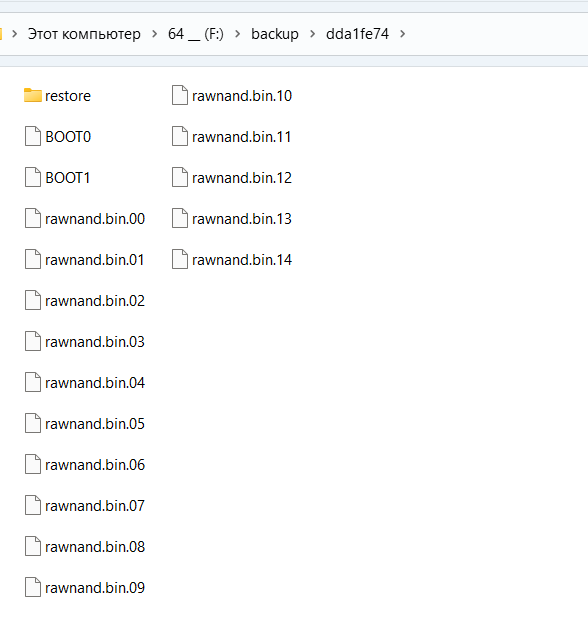 Этот компьютер > 64 __ (F:) > backup > dda1fe74 >
restore
BOOT0
BOOT1
rawnand.bin.00
rawnand.bin.01
rawnand.bin.02
rawnand.bin.03
rawnand.bin.04
rawnand.bin.05
rawnand.bin.06
rawnand.bin.07
rawnand.bin.08
rawnand.bin.09
rawnand.bin.10
rawnand.bin.11
rawnand.bin.12
rawnand.bin.13
rawnand.bin.14